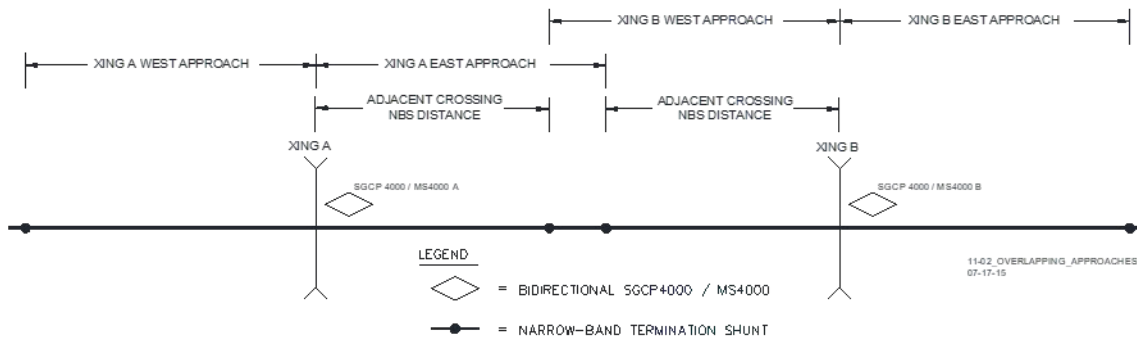 XING B WEST APPROACH
XING B EAST APPROACH
XING A WEST APPROACH
XING A EAST APPROACH
ADJACENT CROSSING
NBS DISTANCE
ADJACENT CROSSING
NBS DISTANCE
XING A
XING B
SGCP 4000 / MS4000 A
SGCP 4000 / MS4000 B
LEGEND
= BIDIRECTIONAL SGCP4000 / MS4000
= NARROW-BAND TERMINATION SHUNT
11-02_OVERLAPPING_APPROACHES
07-17-15